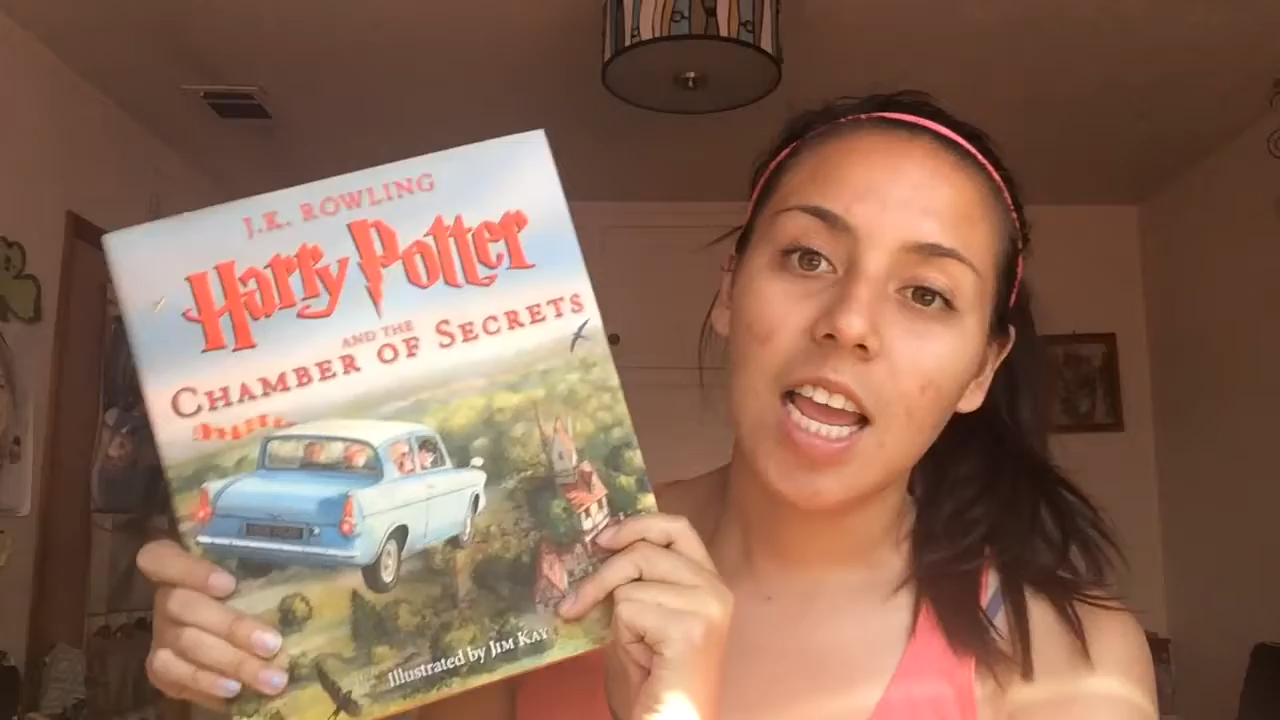 J.K. ROWLING
Harry Potter
AND THE
CHAMBER OF SECRETS
Illustrated by JIM KAY